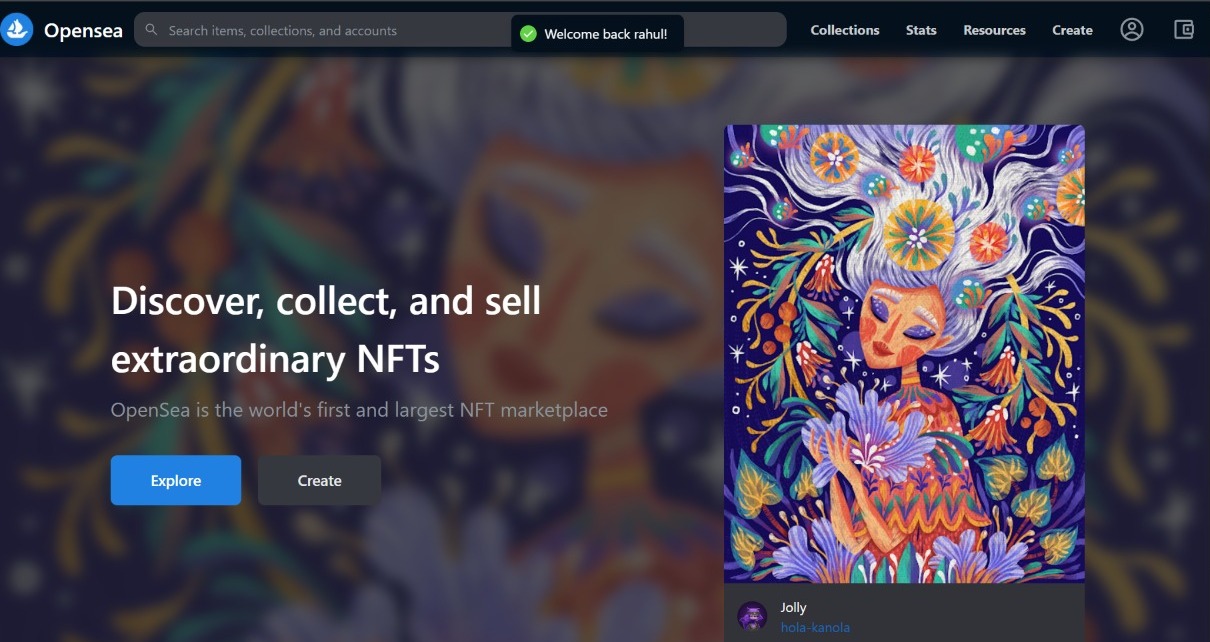 Opensea
Search items, collections, and accounts
Welcome back rahul!
Collections
Stats
Resources
Create
Discover, collect, and sell
extraordinary NFTs
OpenSea is the world's first and largest NFT marketplace
Explore
Create
Jolly
hola-kanola